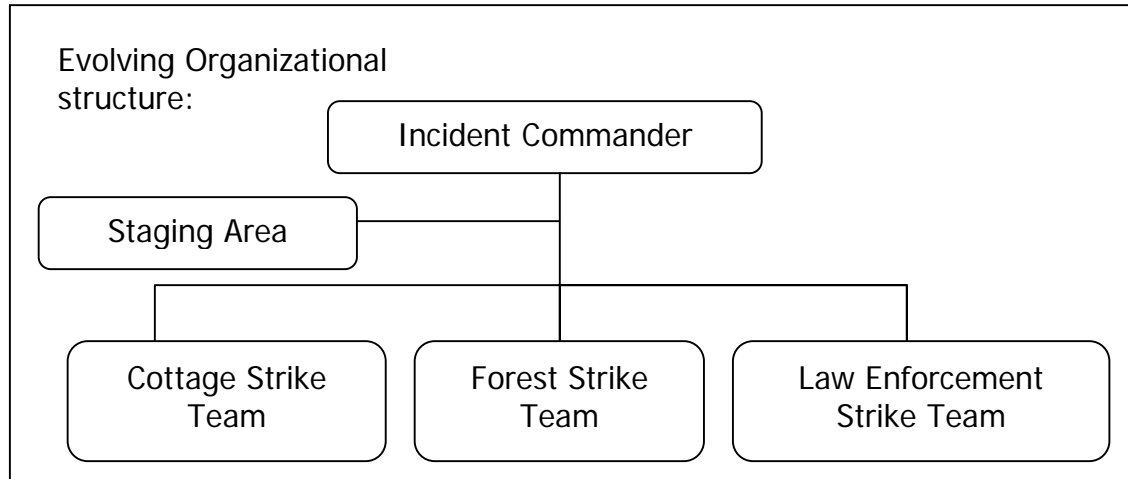 Evolving Organizational
structure:
Incident Commander
Staging Area
Cottage Strike
Team
Forest Strike
Team
Law Enforcement
Strike Team